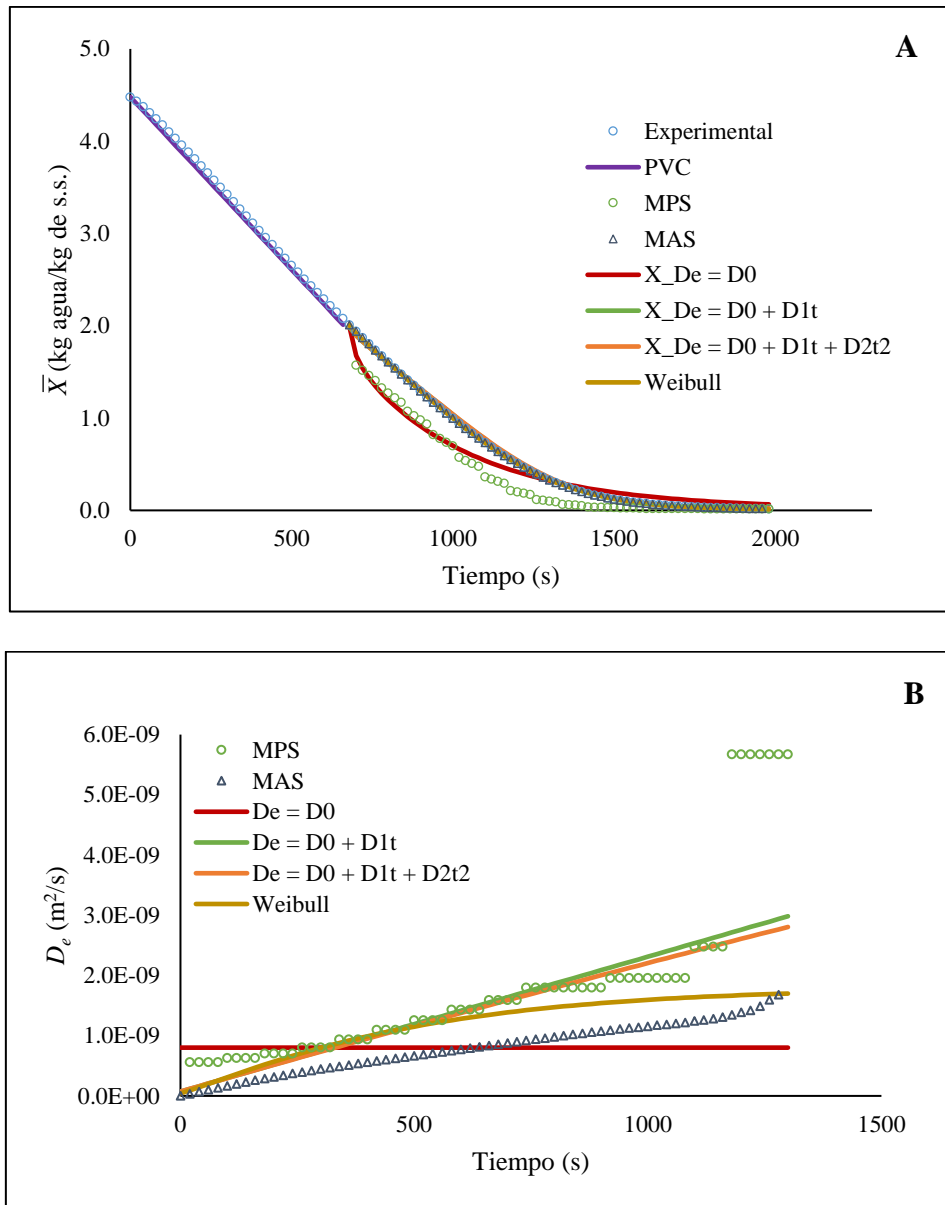 A
5.0
4.0
3.0
2.0
1.0
0.0
X (kg agua/kg de s.s.)
Experimental
PVC
MPS
MAS
X_De = D0
X_De = D0 + D1t
X_De = D0 + D1t + D2t2
Weibull
0
500
1000
1500
2000
Tiempo (s)
B
6.0E-09
5.0E-09
4.0E-09
3.0E-09
2.0E-09
1.0E-09
0.0E+00
De (m2/s)
MPS
MAS
De = D0
De = D0 + D1t
De = D0 + D1t + D2t2
Weibull
0
500
1000
1500
Tiempo (s)